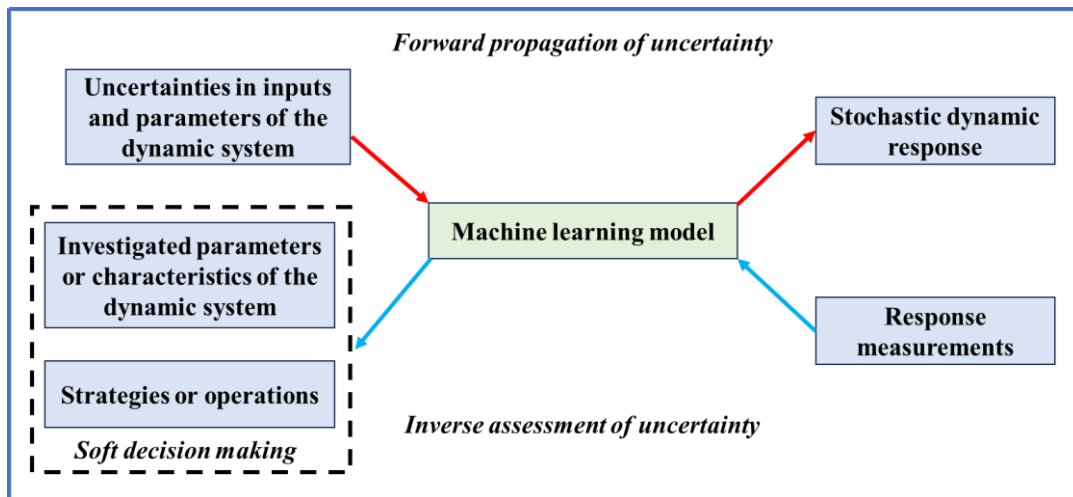 Forward propagation of uncertainty
Uncertainties in inputs
and parameters of the
dynamic system
Stochastic dynamic
response
Machine learning model
Investigated parameters
or characteristics of the
dynamic system
Response
measurements
Strategies or operations
Soft decision making
Inverse assessment of uncertainty